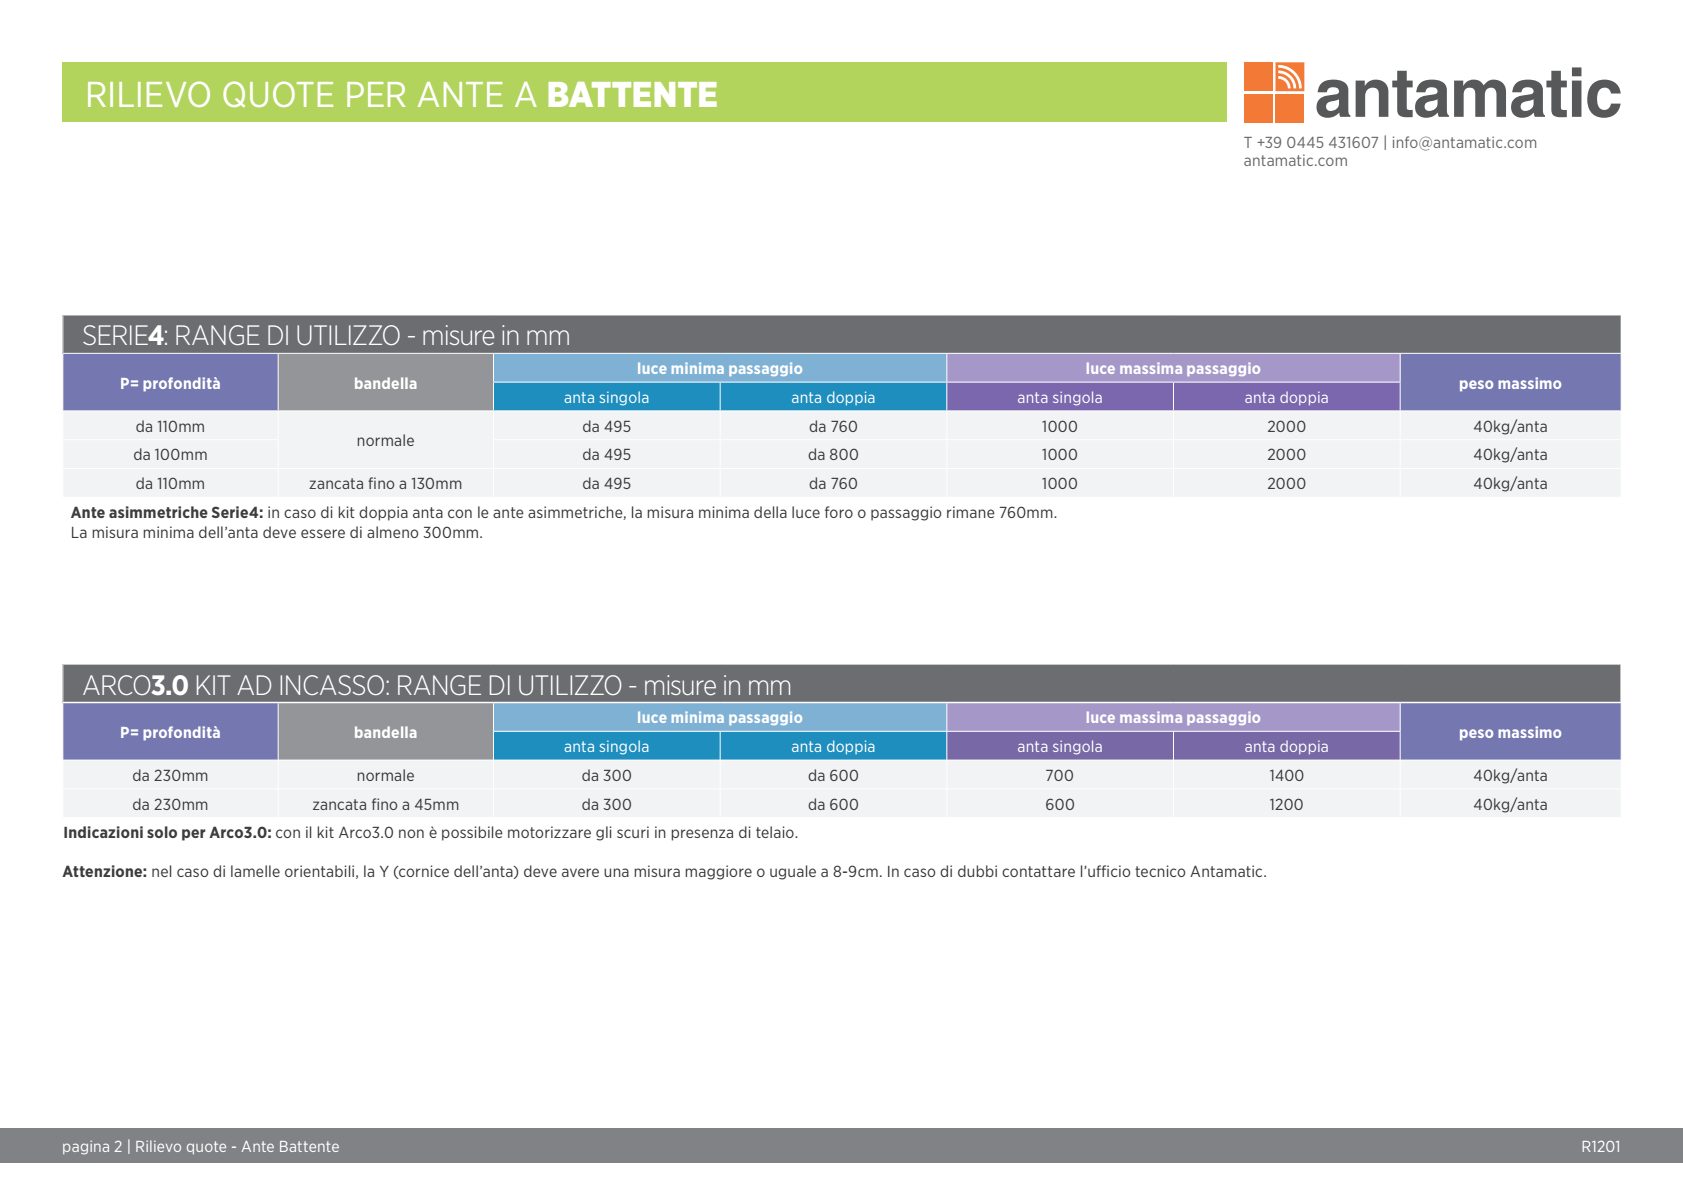 RILIEVO QUOTE PER ANTE A BATTENTE
antamatic
T +39 0445 431607 | info@antamatic.com
antamatic.com
SERIE4: RANGE DI UTILIZZO - misure in mm
P= profondità bandella luce minima passaggio luce massima passaggio peso massimo
anta singola anta doppia anta singola anta doppia
da 110mm normale da 495 da 760 1000 2000 40kg/anta
da 100mm da 495 da 800 1000 2000 40kg/anta
da 110mm zancata fino a 130mm da 495 da 760 1000 2000 40kg/anta
Ante asimmetriche Serie4: in caso di kit doppia anta con le ante asimmetriche, la misura minima della luce foro o passaggio rimane 760mm.
La misura minima dell'anta deve essere di almeno 300mm.
ARCO3.0 KIT AD INCASSO: RANGE DI UTILIZZO - misure in mm
P= profondità bandella luce minima passaggio luce massima passaggio peso massimo
anta singola anta doppia anta singola anta doppia
da 230mm normale da 300 da 600 700 1400 40kg/anta
da 230mm zancata fino a 45mm da 300 da 600 600 1200 40kg/anta
Indicazioni solo per Arco3.0: con il kit Arco3.0 non è possibile motorizzare gli scuri in presenza di telaio.
Attenzione: nel caso di lamelle orientabili, la Y (cornice dell'anta) deve avere una misura maggiore o uguale a 8-9cm. In caso di dubbi contattare l'ufficio tecnico Antamatic.
pagina 2 | Rilievo quote - Ante Battente R1201